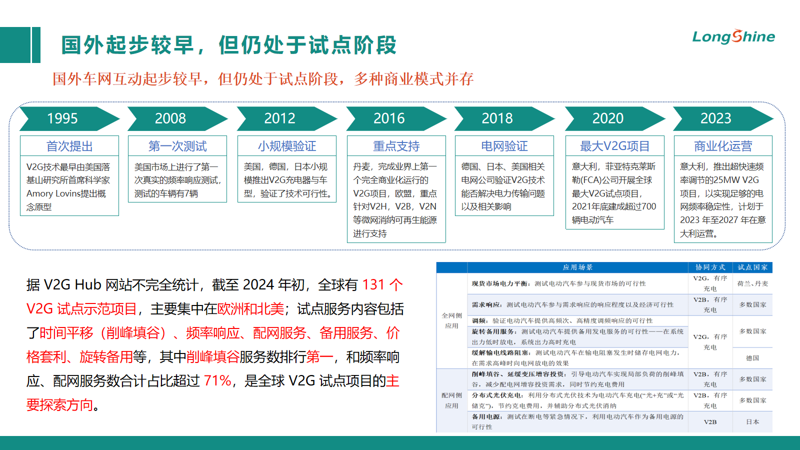 国外起步较早，但仍处于试点阶段
LongShine
国外车网互动起步较早，但仍处于试点阶段，多种商业模式并存
1995
2008
2012
2016
2018
2020
2023
首次提出
第一次测试
小规模验证
重点支持
电网验证
最大V2G项目
商业化运营
V2G技术最早由美国落
基山研究所首席科学家
Amory Lovins提出概
念原型
美国市场上进行了第一
次真实的频率响应测试，
测试的车辆有7辆
美国，德国，日本小规
模推出V2G充电器与车
型，验证了技术可行性。
丹麦，完成业界上第一
个完全商业化运行的
V2G项目，欧盟，重点
针对V2H，V2B，V2N
等微网消纳可再生能源
进行支持
德国、日本、美国相关
电网公司验证V2G技术
能否解决电力传输问题
以及相关影响
意大利，菲亚特克莱斯
勒(FCA)公司开展全球
最大V2G试点项目，
2021年底建成超过700
辆电动汽车
意大利，推出超快速频
率调节的25MW V2G
项目，以实现足够的电
网频率稳定性，计划于
2023 年至2027 年在意
大利运营。
据 V2G Hub 网站不完全统计，截至 2024 年初，全球有 131 个
V2G 试点示范项目，主要集中在欧洲和北美；试点服务内容包括
了时间平移（削峰填谷）、频率响应、配网服务、备用服务、价
格套利、旋转备用等，其中削峰填谷服务数排行第一，和频率响
应、配网服务数合计占比超过 71%，是全球 V2G 试点项目的主
要探索方向。
应用场景
协同方式
试点国家
全网侧
应用
现货市场电力平衡：测试电动汽车参与现货市场的可行性
V2G，有序
充电
荷兰、丹麦
需求响应：测试电动汽车参与需求响应的响应程度以及经济可行性
V2B，有序
充电
多数国家
调频：验证电动汽车提供高频次、高精度调频响应的可行性
旋转备用服务：测试电动汽车提供备用发电服务的可行性——在系统
出力低时放电，系统出力高时充电
V2G，有序
充电
多数国家
缓解输电线路阻塞：测试电动汽车在输电阻塞发生时储存电网电力、
在需求高峰时向电网放电的效果
德国
配网侧
应用
削峰填谷、延缓变压增容投资：引导电动汽车实现局部负荷的削峰填
谷，减少配电网增容投资需求，同时节约充电费用
V2B，有序
充电
多数国家
分布式光伏充电：利用分布式光伏技术为电动汽车充电(“光+充”或“光
储充”)，节约充电费用，并辅助分布式光伏消纳
V2B，有序
充电
多数国家
备用电源：测试在断电等紧急情况下，利用电动汽车作为备用电源的
可行性
V2B
日本